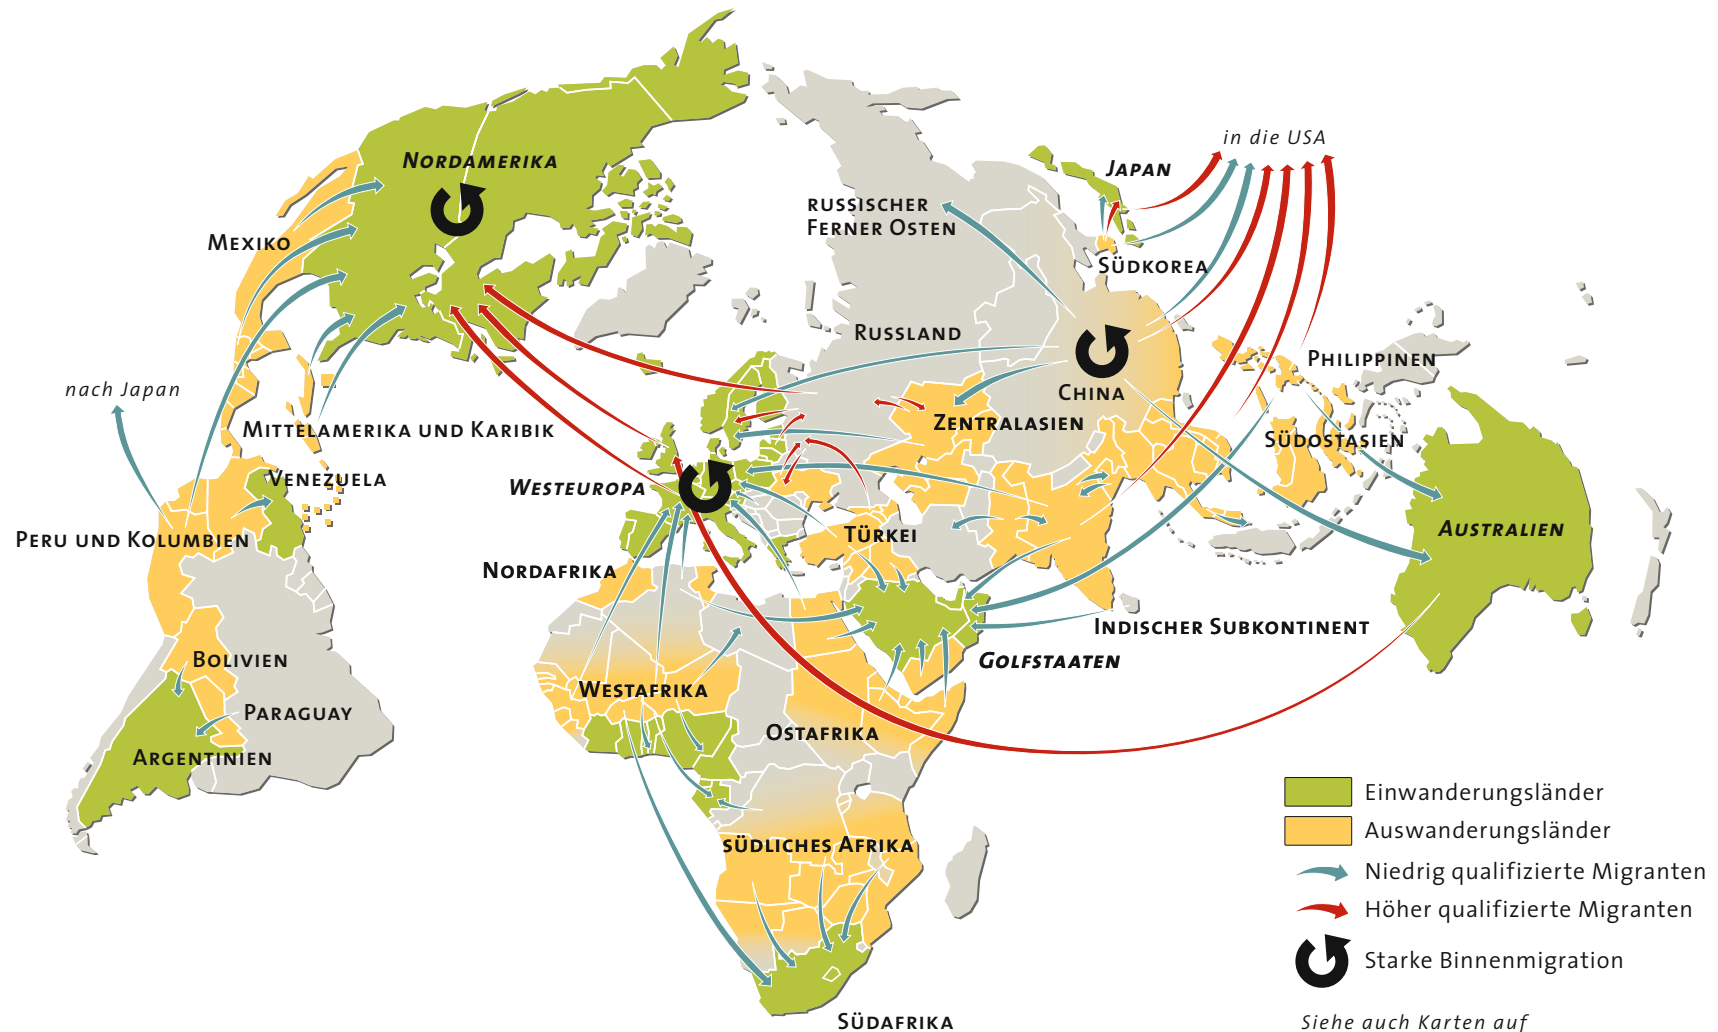 in die USA
Nordamerika
Japan
russischer
Ferner Osten
Mexiko
Südkorea
Russland
Philippinen
nach Japan
China
Zentralasien
Mittelamerika und Karibik
Südostasien
Venezuela
Westeuropa
Australien
Peru und Kolumbien
Türkei
Nordafrika
Indischer Subkontinent
Bolivien
Golfstaaten
Westafrika
Paraguay
Ostafrika
Argentinien
südliches Afrika
Südafrika
Einwanderungsländer
Auswanderungsländer
Niedrig qualifizierte Migranten
Höher qualifizierte Migranten
Starke Binnenmigration
Siehe auch Karten auf